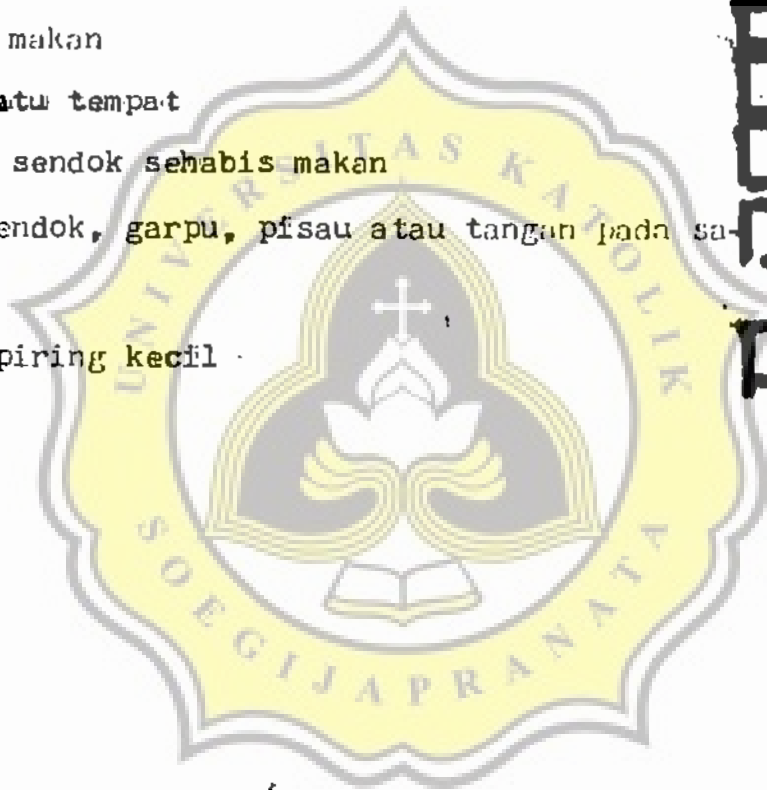 makan
atu tempat
sendok sehabis makan
endok, garpu, pisau atau tangan pada sa-
piring kecil
UNIVERSITAS KATOLIK
SOEGIJAPRANATA